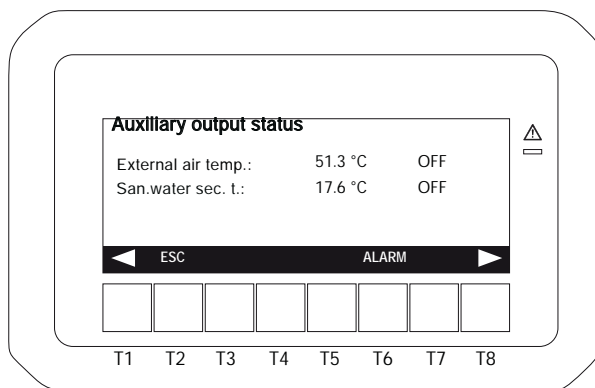 Auxiliary output status
External air temp.: 51.3 °C OFF
San.water sec. t.: 17.6 °C OFF
ESC ALARM
T1 T2 T3 T4 T5 T6 T7 T8